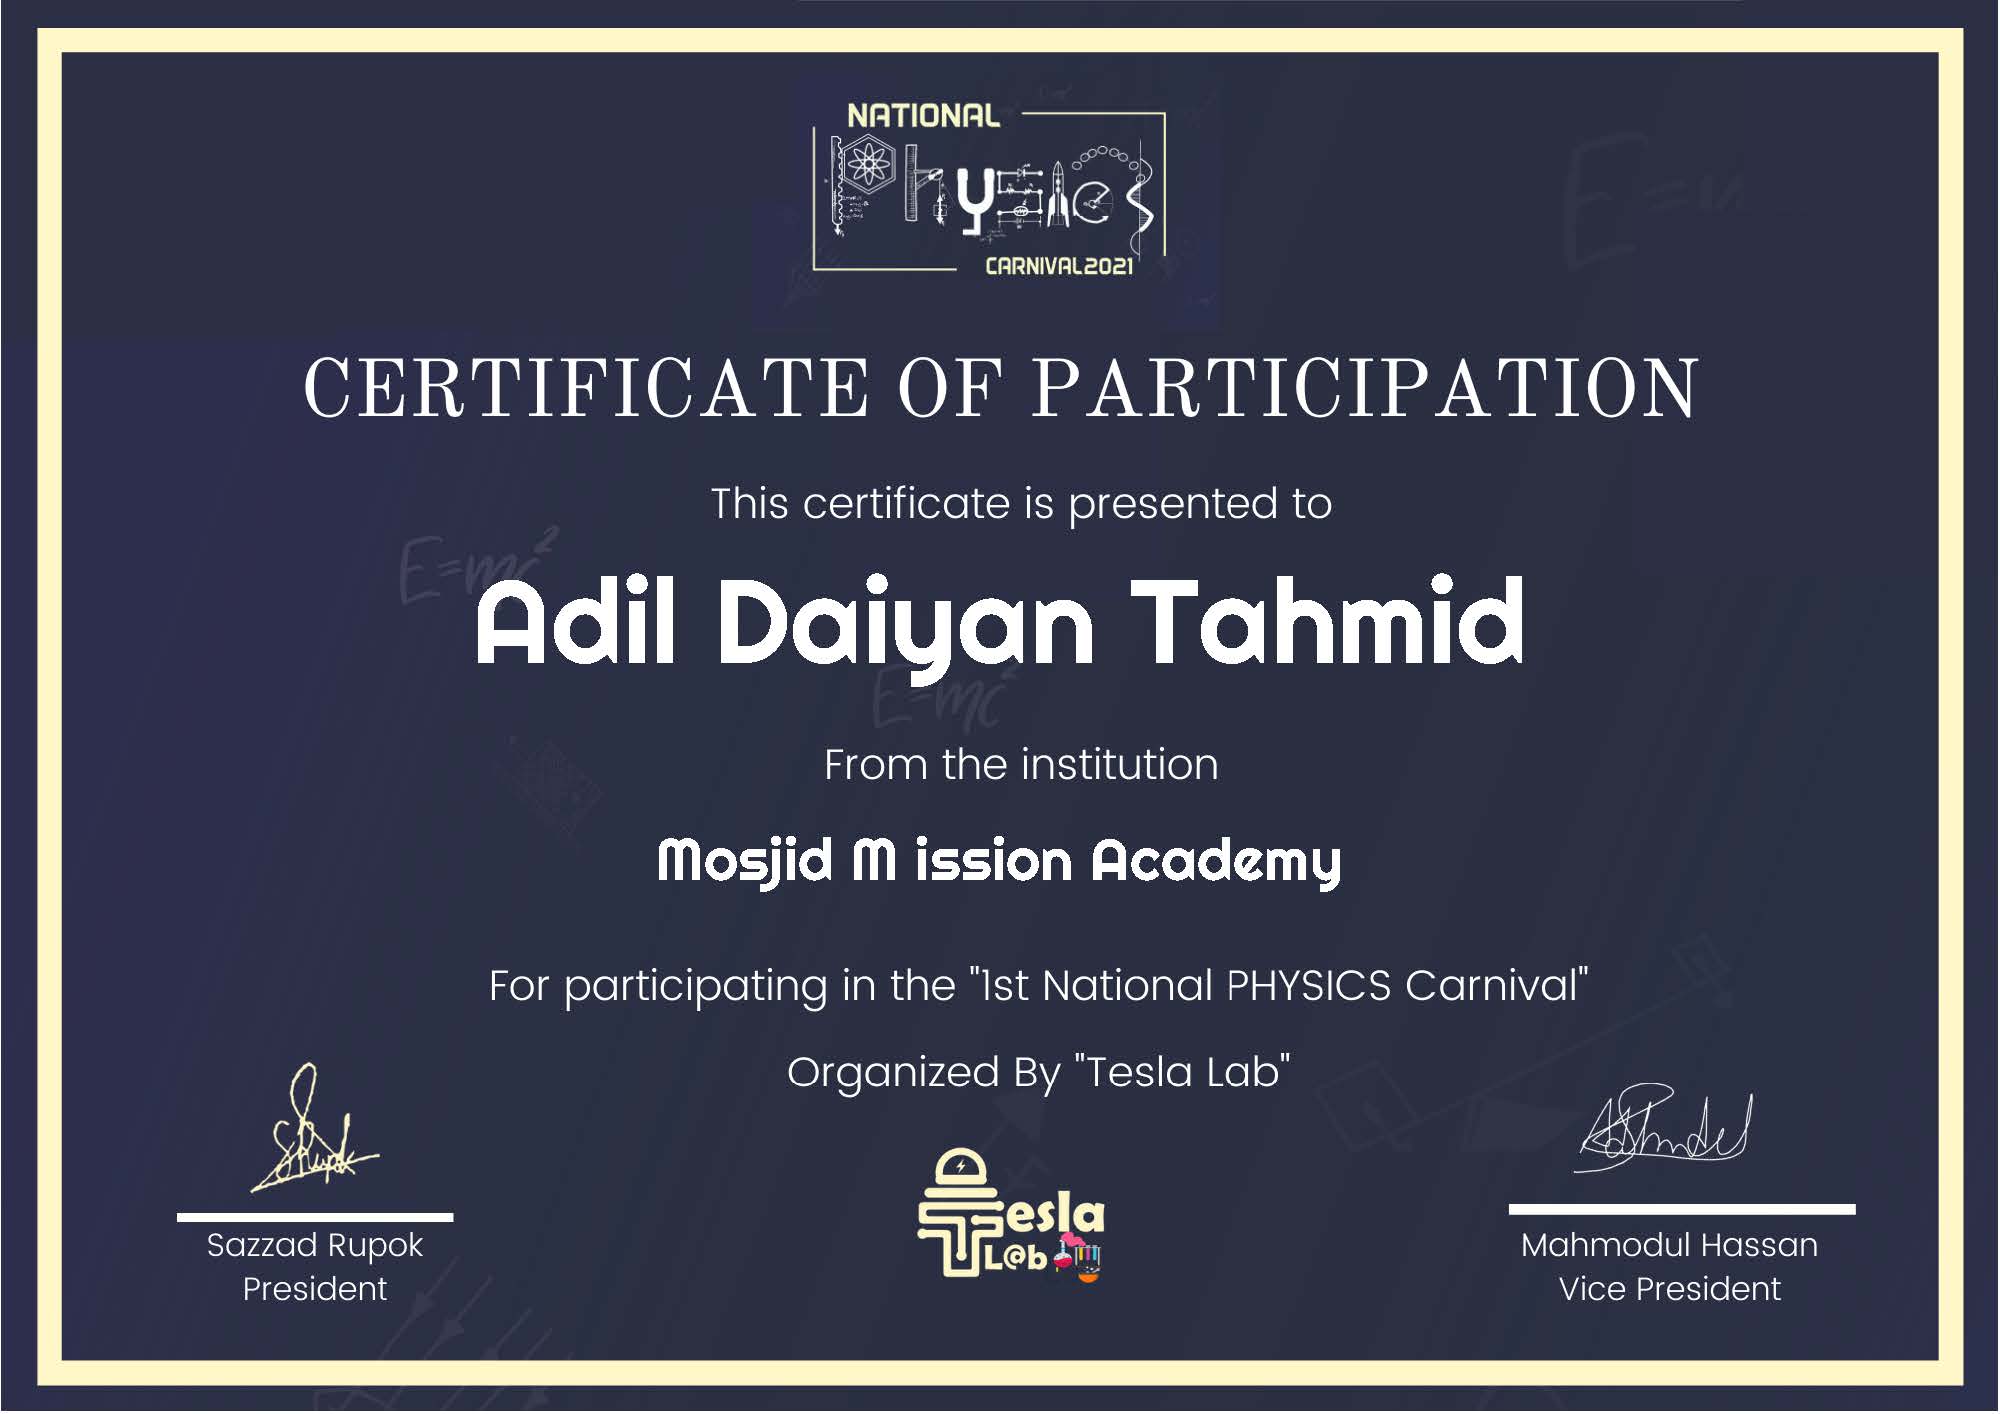 NATIONAL
Physics
CARNIVAL2021
CERTIFICATE OF PARTICIPATION
This certificate is presented to
E=mc²
Adil Daiyan Tahmid
E=mc²
From the institution
Mosjid M ission Academy
For participating in the "1st National PHYSICS Carnival"
Organized By "Tesla Lab"
Tesla
L@b
Sazzad Rupok
President
Mahmodul Hassan
Vice President